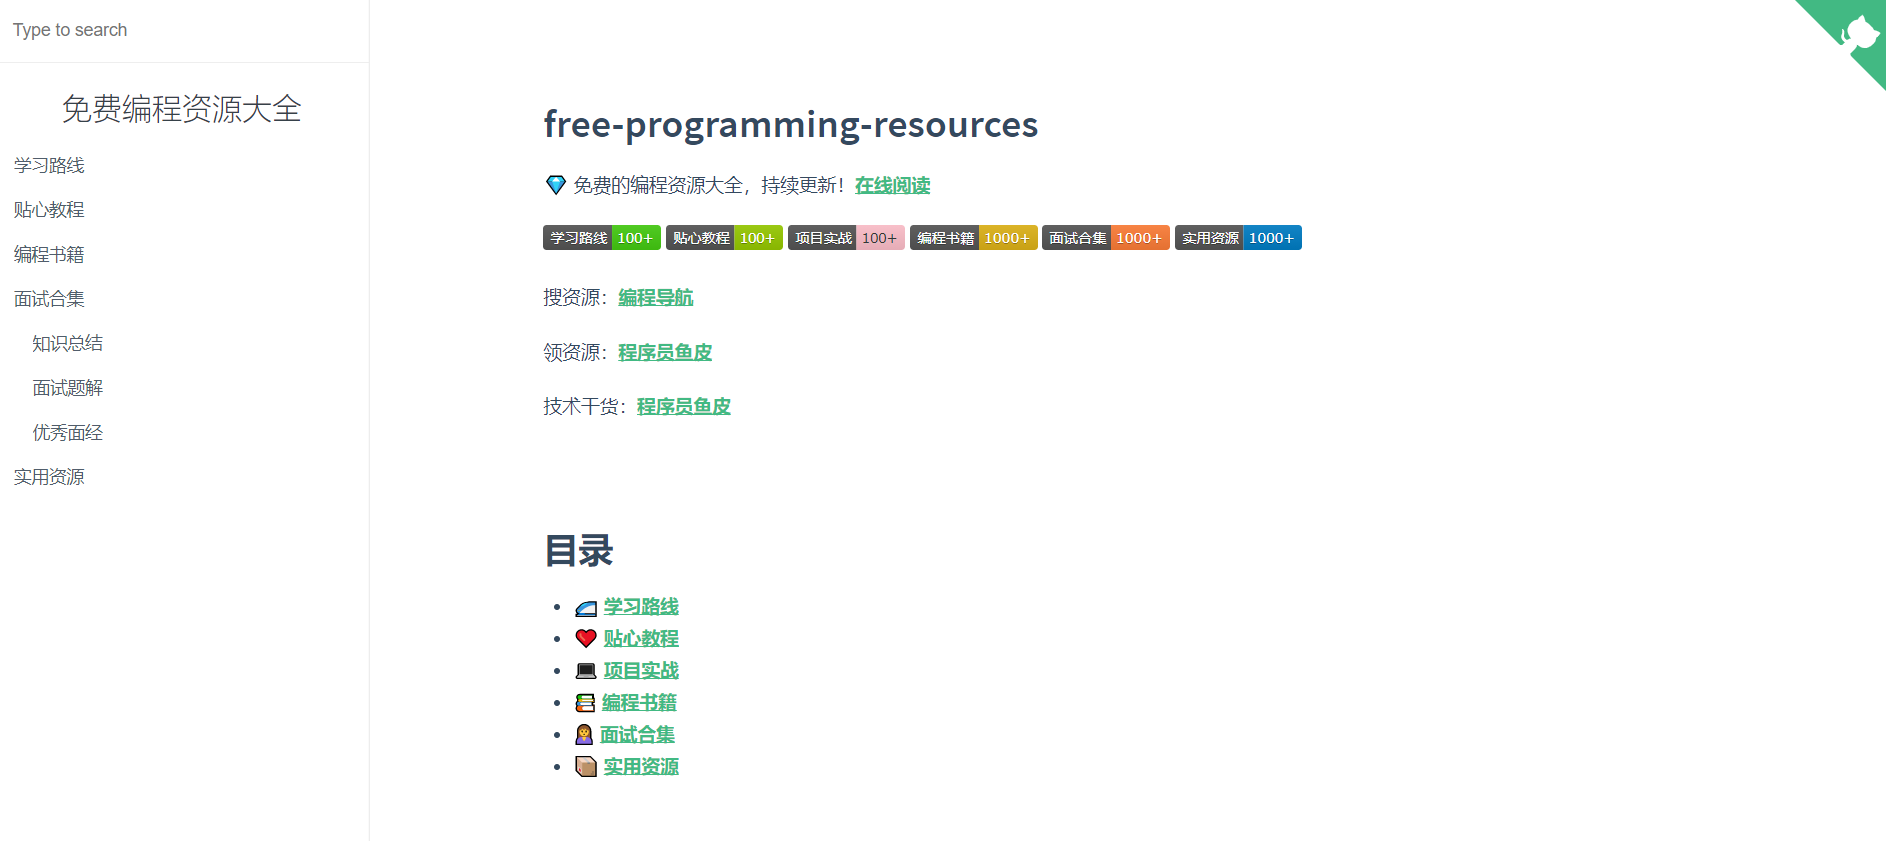 Type to search
免费编程资源大全
学习路线
贴心教程
编程书籍
面试合集
知识总结
面试题解
优秀面经
实用资源
free-programming-resources
免费的编程资源大全，持续更新！在线阅读
学习路线 100+ 贴心教程 100+ 项目实战 100+ 编程书籍 1000+ 面试合集 1000+ 实用资源 1000+
搜资源：编程导航
领资源：程序员鱼皮
技术干货：程序员鱼皮
目录
学习路线
贴心教程
项目实战
编程书籍
面试合集
实用资源